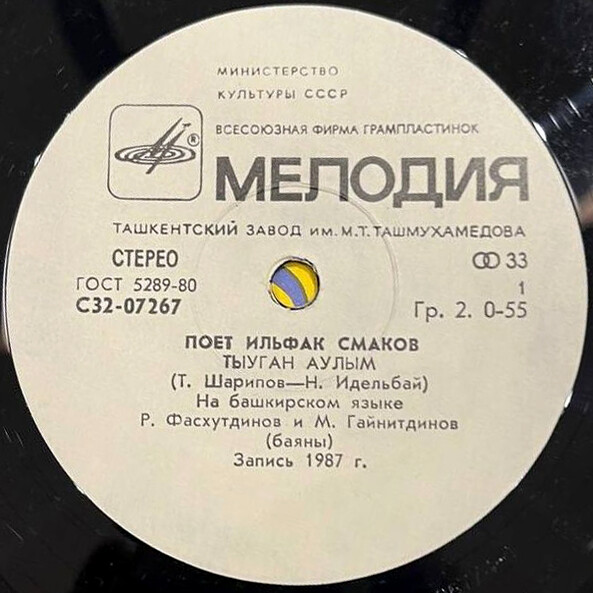 МИНИСТЕРСТВО
КУЛЬТУРЫ СССР
ВСЕСОЮЗНАЯ ФИРМА ГРАМПЛАСТИНОК
®
МЕЛОДИЯ
ТАШКЕНТСКИЙ ЗАВОД ИМ. М. Т. ТАШМУХАМЕДОВА
СТЕРЕО 33
ГОСТ 5289-80 1
С32-07267 Гр. 2. 0-55
ПОЕТ ИЛЬФАК СМАКОВ
ТЫУГАН АУЛЫМ
(Т. Шарипов—Н. Идельбай)
На башкирском языке
Р. Фасхутдинов и М. Гайнитдинов
(баяны)
Запись 1987 г.